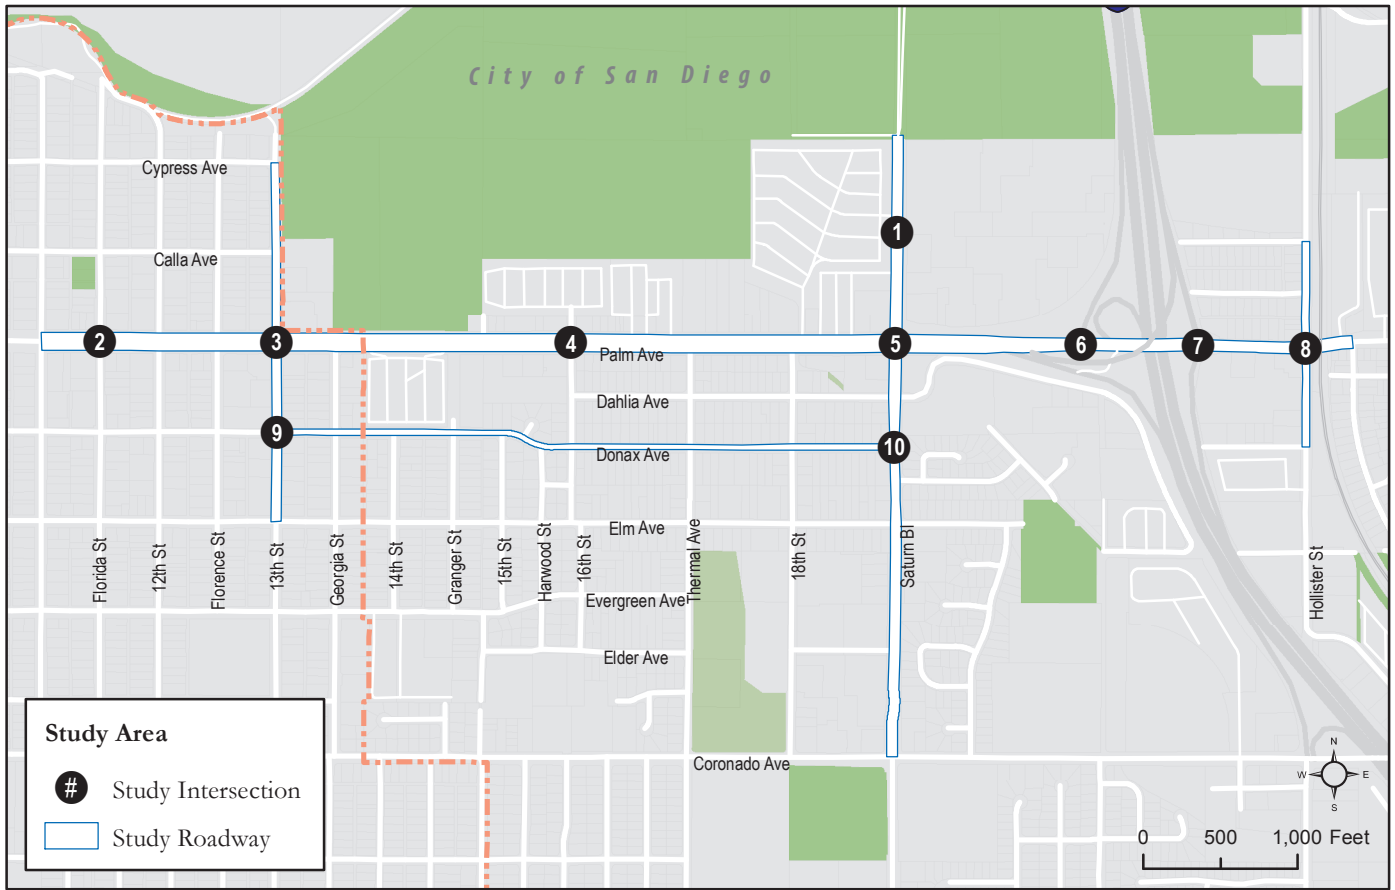 City of San Diego
Cypress Ave
1
Calla Ave
2
3
4
5
6
7
8
Palm Ave
Dahlia Ave
9
10
Donax Ave
Elm Ave
Florida St
12th St
Florence St
13th St
Georgia St
14th St
Granger St
15th St
Harwood St
16th St
Thermal Ave
18th St
Saturn Bl
Hollister St
Evergreen Ave
Elder Ave
Coronado Ave
Study Area
# Study Intersection
Study Roadway
N
W E
S
0 500 1,000 Feet